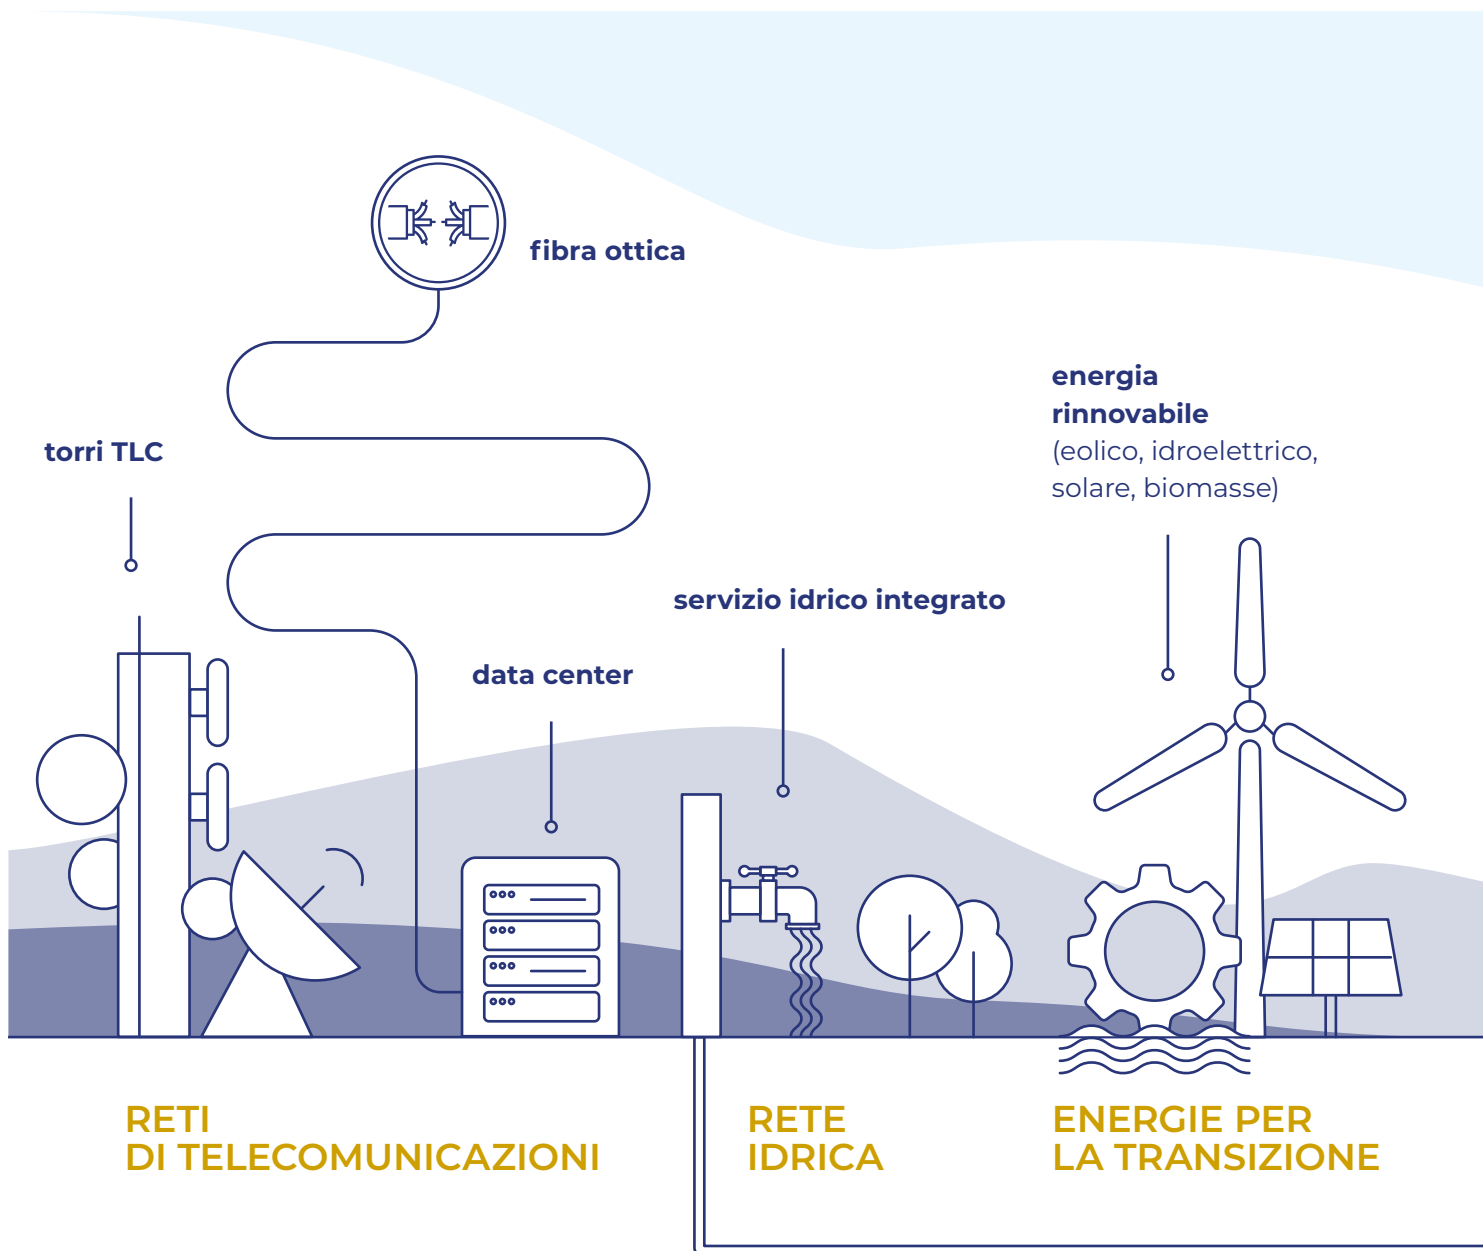 fibra ottica
energia
rinnovabile
(eolico, idroelettrico,
solare, biomasse)
torri TLC
servizio idrico integrato
data center
RETI
DI TELECOMUNICAZIONI
RETE
IDRICA
ENERGIE PER
LA TRANSIZIONE